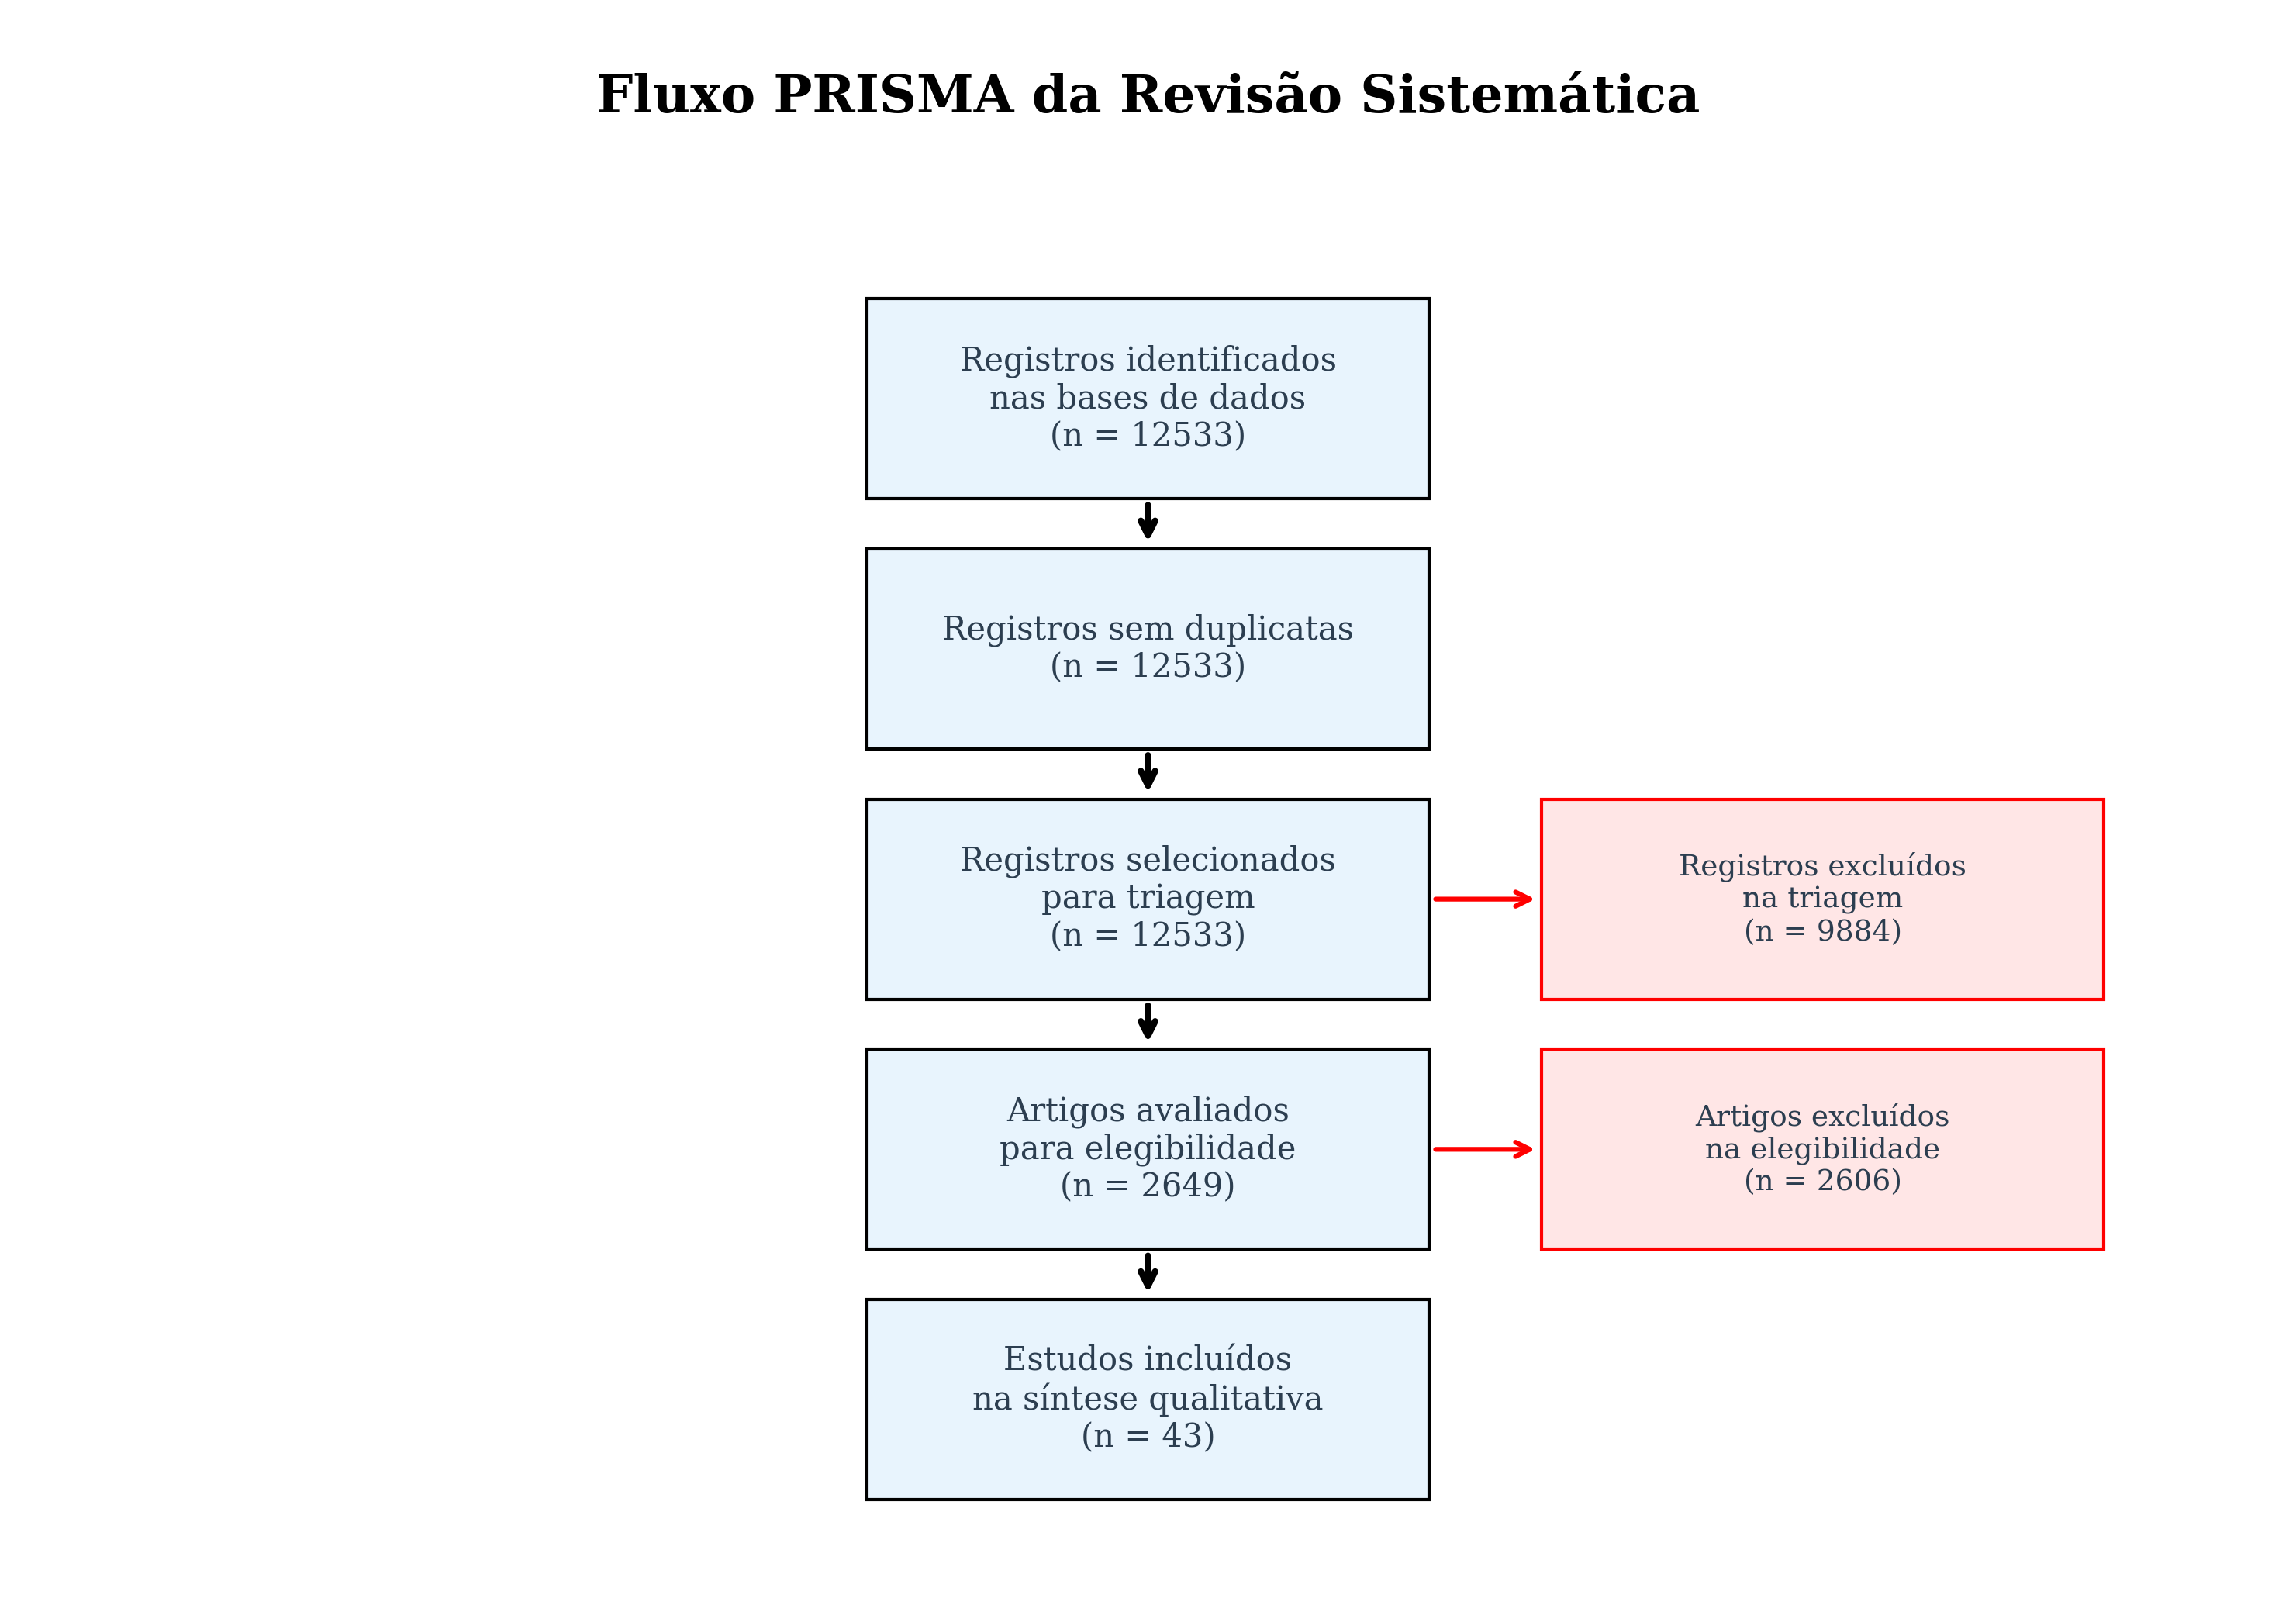 Fluxo PRISMA da Revisão Sistemática
Registros identificados
nas bases de dados
(n = 12533)
Registros sem duplicatas
(n = 12533)
Registros selecionados
para triagem
(n = 12533)
Registros excluídos
na triagem
(n = 9884)
Artigos avaliados
para elegibilidade
(n = 2649)
Artigos excluídos
na elegibilidade
(n = 2606)
Estudos incluídos
na síntese qualitativa
(n = 43)